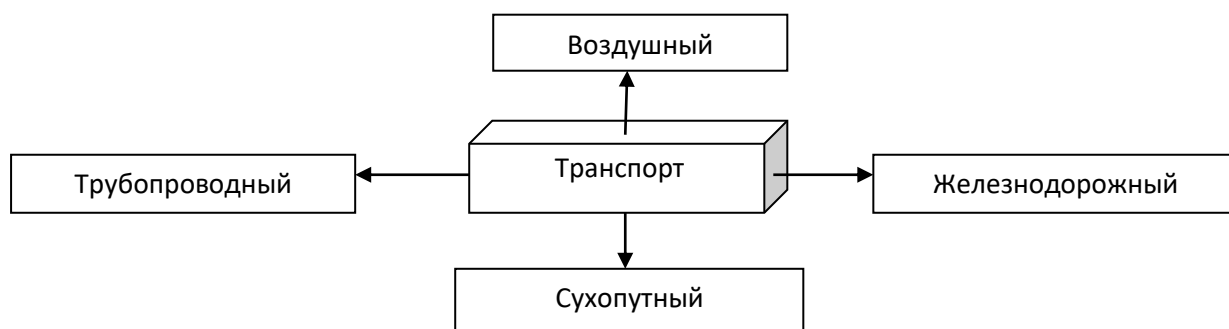 Воздушный
Транспорт
Трубопроводный
Железнодорожный
Сухопутный